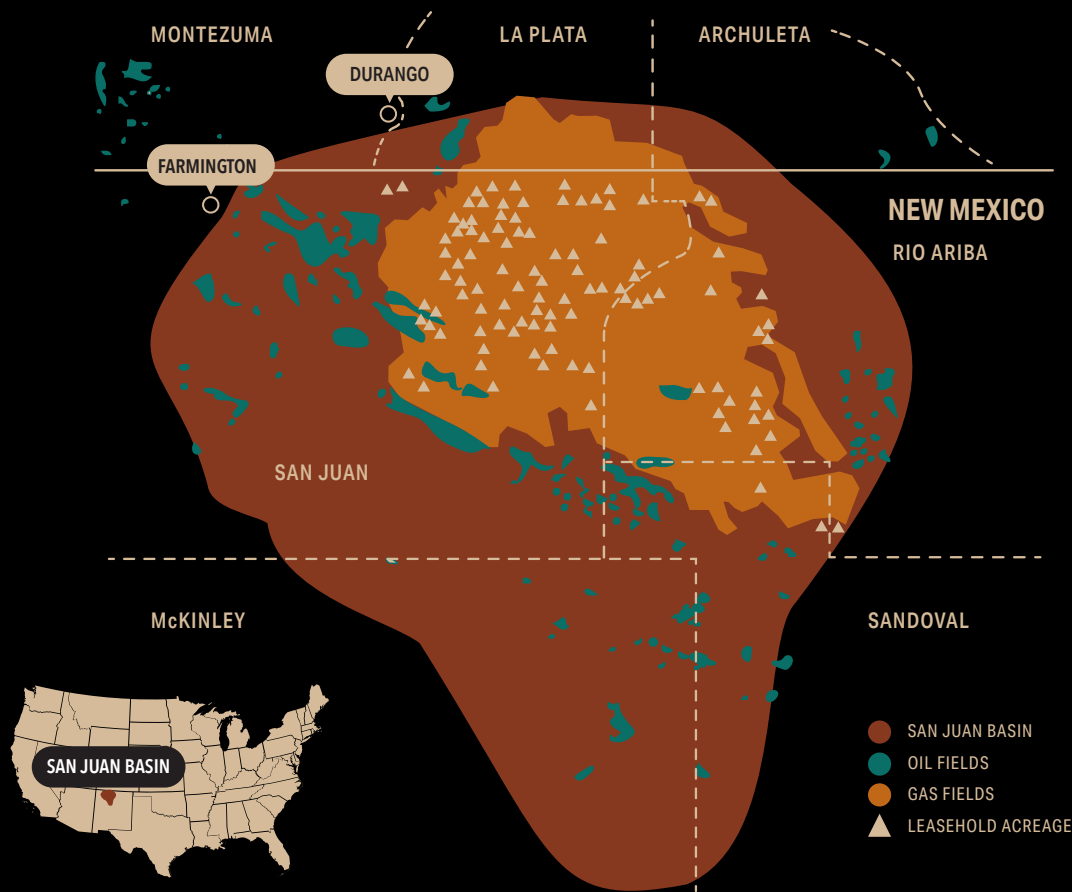 MONTEZUMA
LA PLATA
ARCHULETA
DURANGO
FARMINGTON
NEW MEXICO
RIO ARIBA
SAN JUAN
McKINLEY
SANDOVAL
SAN JUAN BASIN
SAN JUAN BASIN
OIL FIELDS
GAS FIELDS
LEASEHOLD ACREAGE